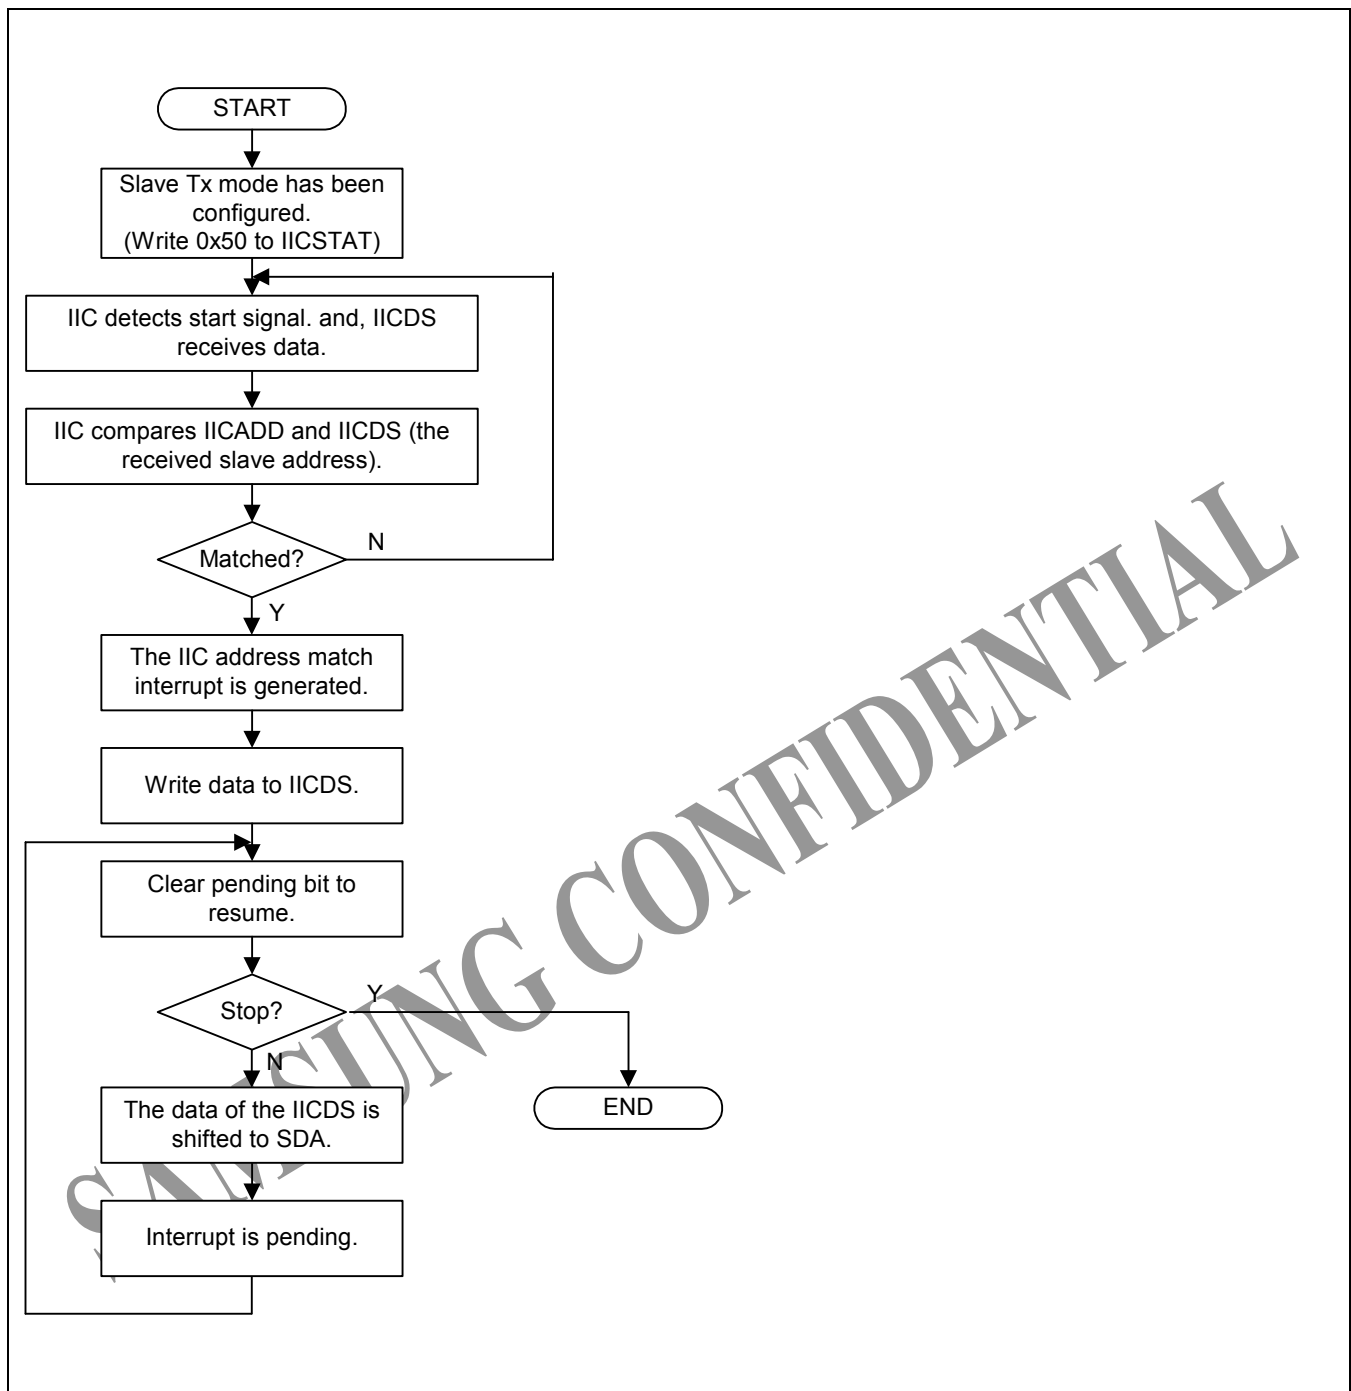 START
Slave Tx mode has been
configured.
(Write 0x50 to IICSTAT)
IIC detects start signal. and, IICDS
receives data.
IIC compares IICADD and IICDS (the
received slave address).
Matched?
N
Y
The IIC address match
interrupt is generated.
Write data to IICDS.
Clear pending bit to
resume.
Stop?
Y
N
The data of the IICDS is
shifted to SDA.
END
Interrupt is pending.
SAMSUNG CONFIDENTIAL